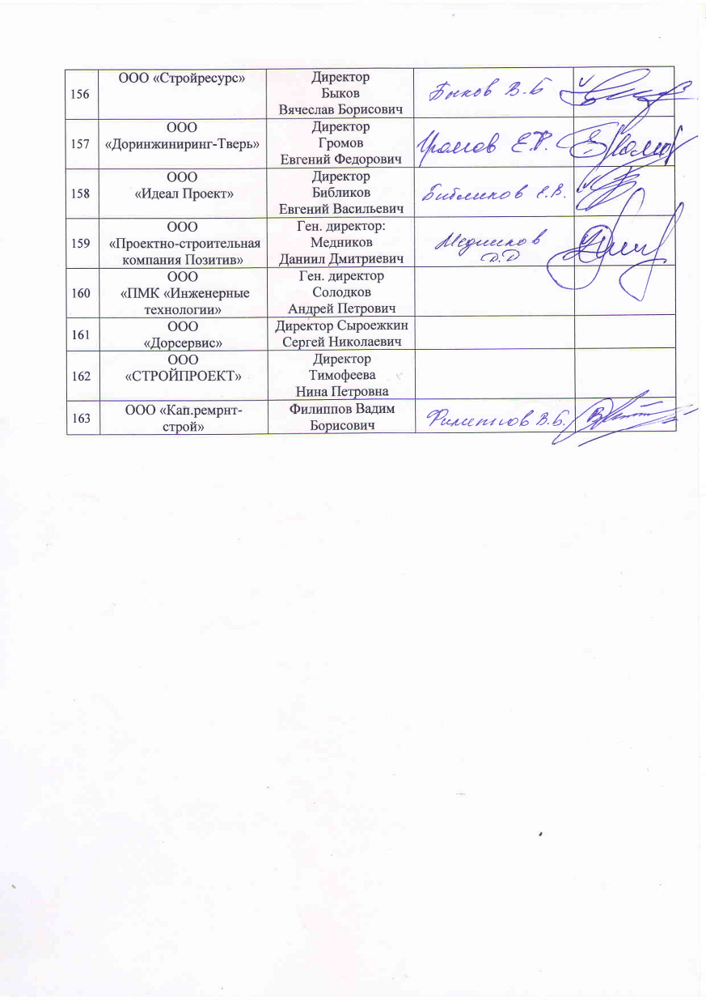 156
ООО «Стройресурс»
Директор
Быков
Вячеслав Борисович
Быков В.Б
157
ООО
«Доринжиниринг-Тверь»
Директор
Громов
Евгений Федорович
Громов Е.Ф.
158
ООО
«Идеал Проект»
Директор
Библиков
Евгений Васильевич
Библиков Е.В.
159
ООО
«Проектно-строительная
компания Позитив»
Ген. директор:
Медников
Даниил Дмитриевич
Медников
Д.Д
160
ООО
«ПМК «Инженерные
технологии»
Ген. директор
Солодков
Андрей Петрович
161
ООО
«Дорсервис»
Директор Сыроежкин
Сергей Николаевич
162
ООО
«СТРОЙПРОЕКТ»
Директор
Тимофеева
Нина Петровна
163
ООО «Кап.ремрнт-
строй»
Филиппов Вадим
Борисович
Филиппов В.Б.